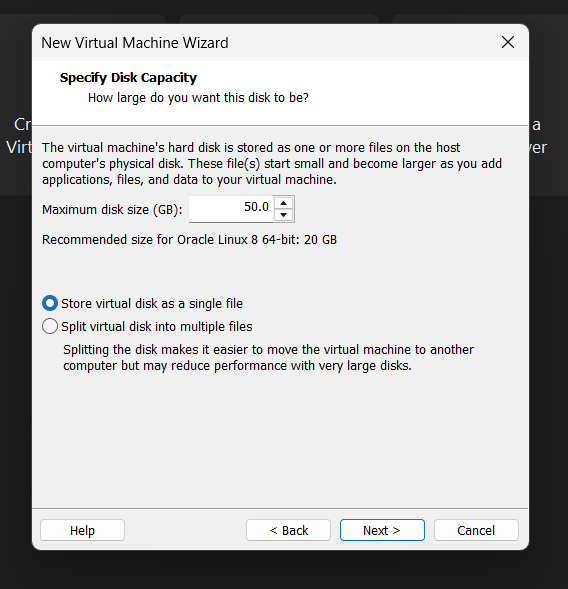 New Virtual Machine Wizard
Specify Disk Capacity
How large do you want this disk to be?
Cr
a
Virt
ver
The virtual machine's hard disk is stored as one or more files on the host
computer's physical disk. These file(s) start small and become larger as you add
applications, files, and data to your virtual machine.
Maximum disk size (GB): 50.0
Recommended size for Oracle Linux 8 64-bit: 20 GB
Store virtual disk as a single file
Split virtual disk into multiple files
Splitting the disk makes it easier to move the virtual machine to another
computer but may reduce performance with very large disks.
Help
< Back
Next >
Cancel